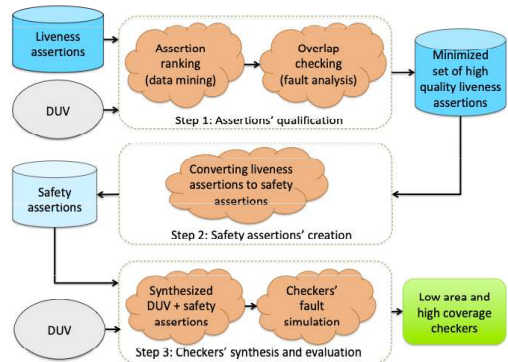 Liveness
assertions
DUV
Assertion
ranking
(data mining)
Overlap
checking
(fault analysis)
Step 1: Assertions' qualification
Minimized
set of high
quality liveness
assertions
Converting liveness
assertions to safety
assertions
Step 2: Safety assertions' creation
Safety
assertions
DUV
Synthesized
DUV + safety
assertions
Checkers'
fault
simulation
Step 3: Checkers' synthesis and evaluation
Low area and
high coverage
checkers